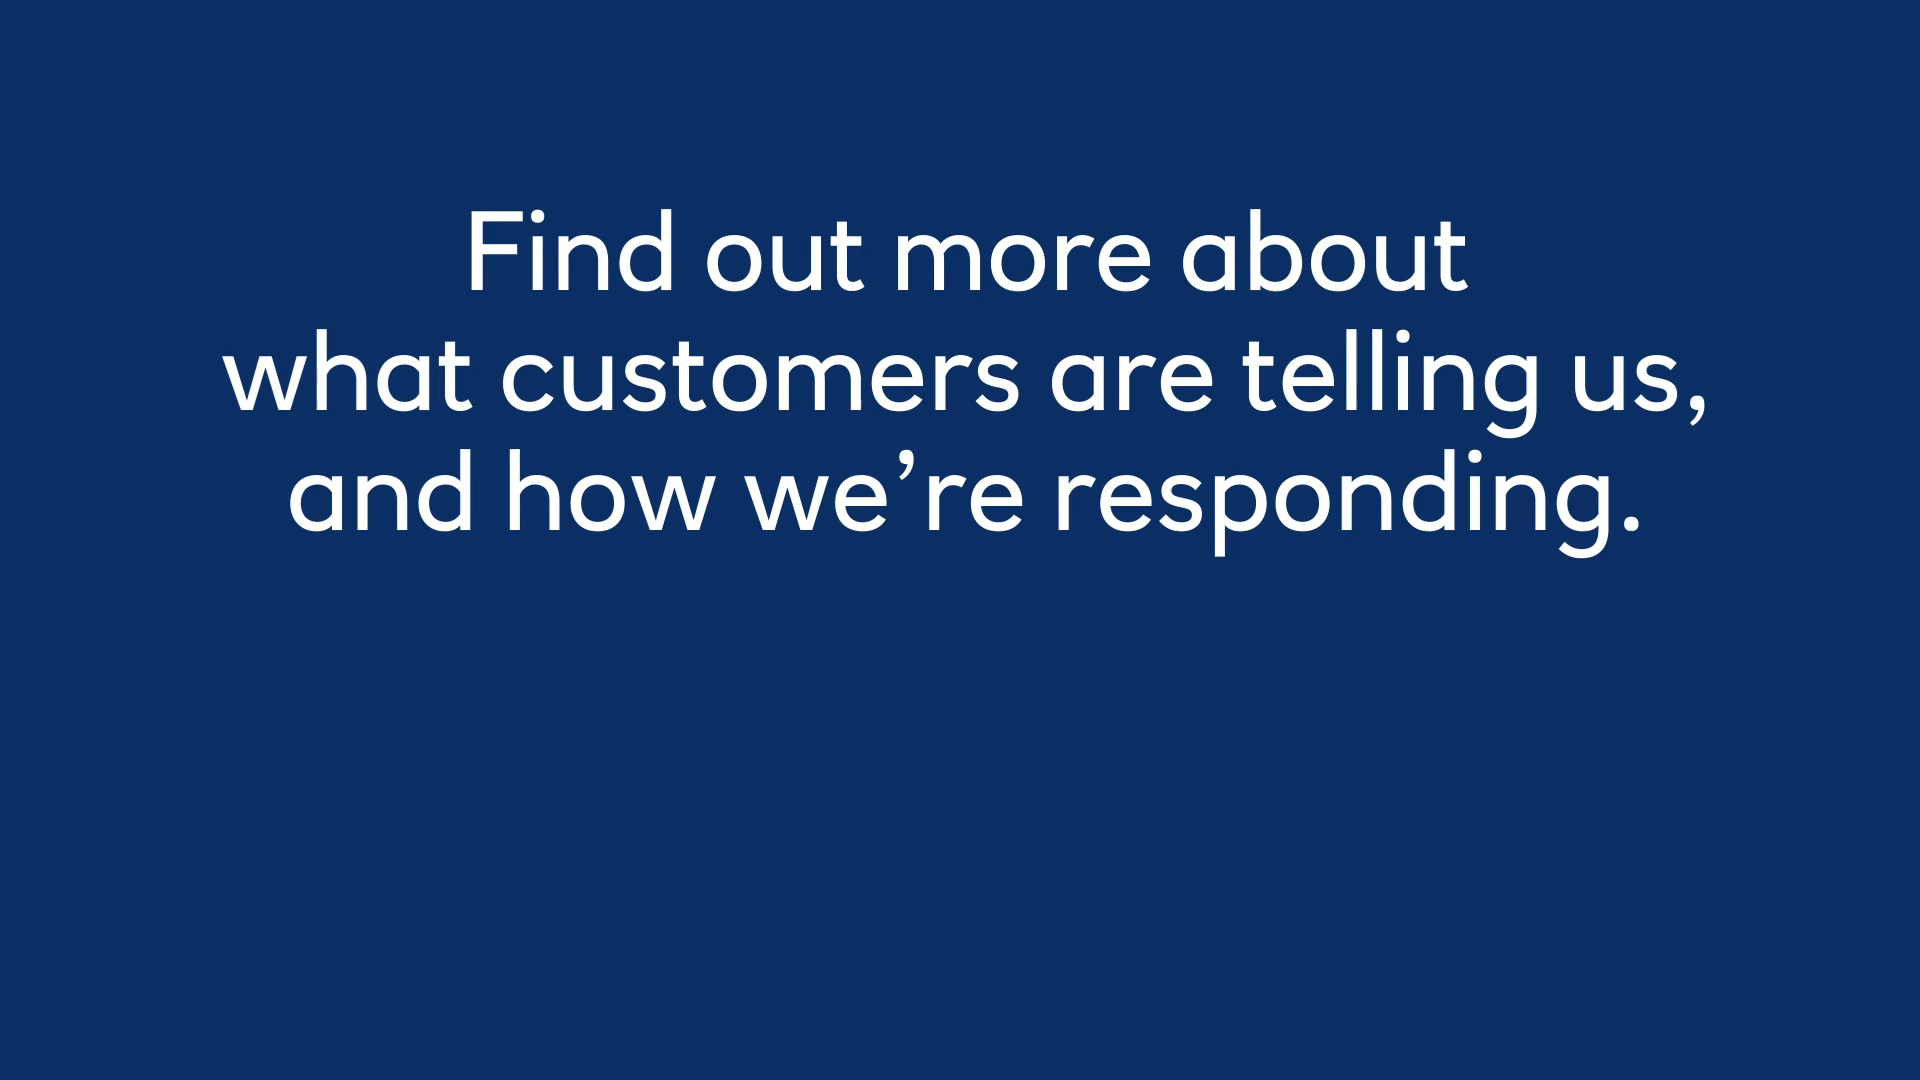 Find out more about
what customers are telling us,
and how we’re responding.